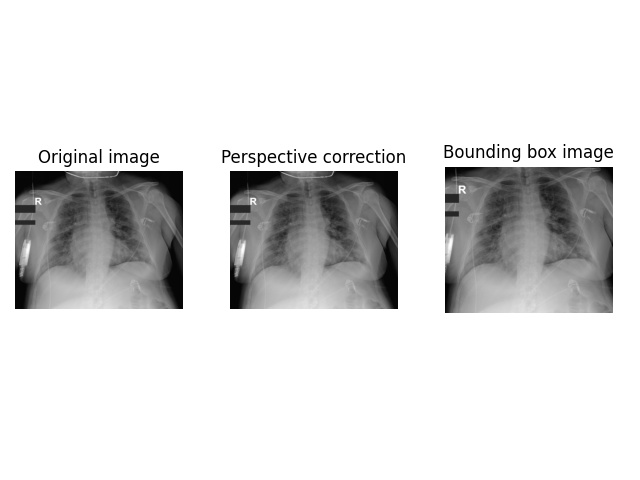 Original image
Perspective correction
Bounding box image
R
R
R